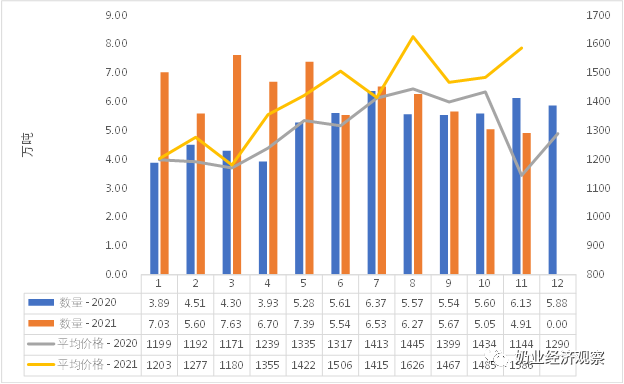 9.00 1700
8.00 1600
7.00 1500
6.00 1400
5.00 1300
4.00 1200
3.00 1100
2.00 1000
1.00 900
0.00 800
万吨
1 2 3 4 5 6 7 8 9 10 11 12
数量 - 2020 3.89 4.51 4.30 3.93 5.28 5.61 6.37 5.57 5.54 5.60 6.13 5.88
数量 - 2021 7.03 5.60 7.63 6.70 7.39 5.54 6.53 6.27 5.67 5.05 4.91 0.00
平均价格 - 2020 1199 1192 1171 1239 1335 1317 1413 1445 1399 1434 1144 1290
平均价格 - 2021 1203 1277 1180 1355 1422 1506 1415 1626 1467 1485 1586
奶业经济观察